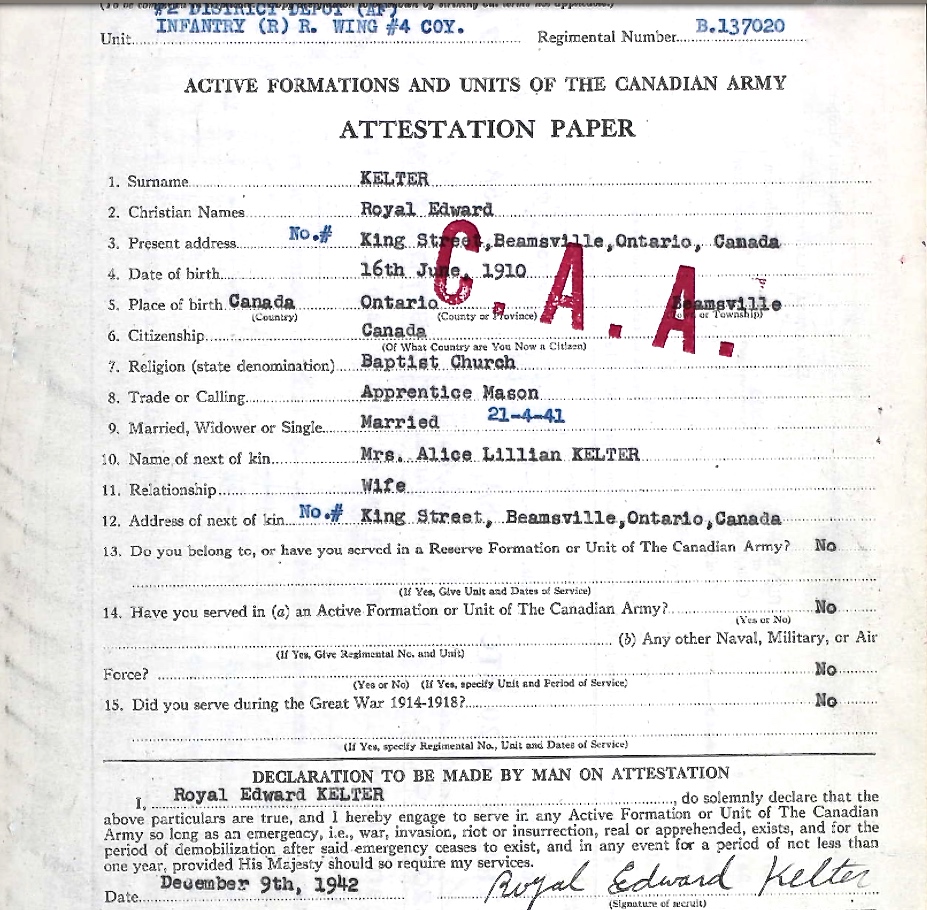 #2 DISTRICT DEPOT (AF)
INFANTRY (R) R. WING #4 COY.
Unit Regimental Number B.137020
ACTIVE FORMATIONS AND UNITS OF THE CANADIAN ARMY
ATTESTATION PAPER
1. Surname KELTER
2. Christian Names Royal Edward
3. Present address No.# King Street,Beamsville,Ontario, Canada
4. Date of birth 16th June, 1910
5. Place of birth Canada Ontario Beamsville
(Country) (County or Province) or Township)
6. Citizenship Canada
(Of What Country are You Now a Citizen)
7. Religion (state denomination) Baptist Church
8. Trade or Calling Apprentice Mason
9. Married, Widower or Single Married 21-4-41
10. Name of next of kin Mrs. Alice Lillian KELTER
11. Relationship Wife
12. Address of next of kin No.# King Street, Beamsville,Ontario,Canada
13. Do you belong to, or have you served in a Reserve Formation or Unit of The Canadian Army? No
(If Yes, Give Unit and Dates of Service)
14. Have you served in (a) an Active Formation or Unit of The Canadian Army? No
(Yes or No)
(b) Any other Naval, Military, or Air
(If Yes, Give Regimental No. and Unit)
Force? No
(Yes or No) (If Yes, specify Unit and Period of Service)
15. Did you serve during the Great War 1914-1918? No
(If Yes, specify Regimental No., Unit and Dates of Service)
C. A. A.
DECLARATION TO BE MADE BY MAN ON ATTESTATION
I, Royal Edward KELTER, do solemnly declare that the
above particulars are true, and I hereby engage to serve in any Active Formation or Unit of The Canadian
Army so long as an emergency, i.e., war, invasion, riot or insurrection, real or apprehended, exists, and for the
period of demobilization after said emergency ceases to exist, and in any event for a period of not less than
one year, provided His Majesty should so require my services.
Date December 9th, 1942 Royal Edward Kelter
(Signature of recruit)